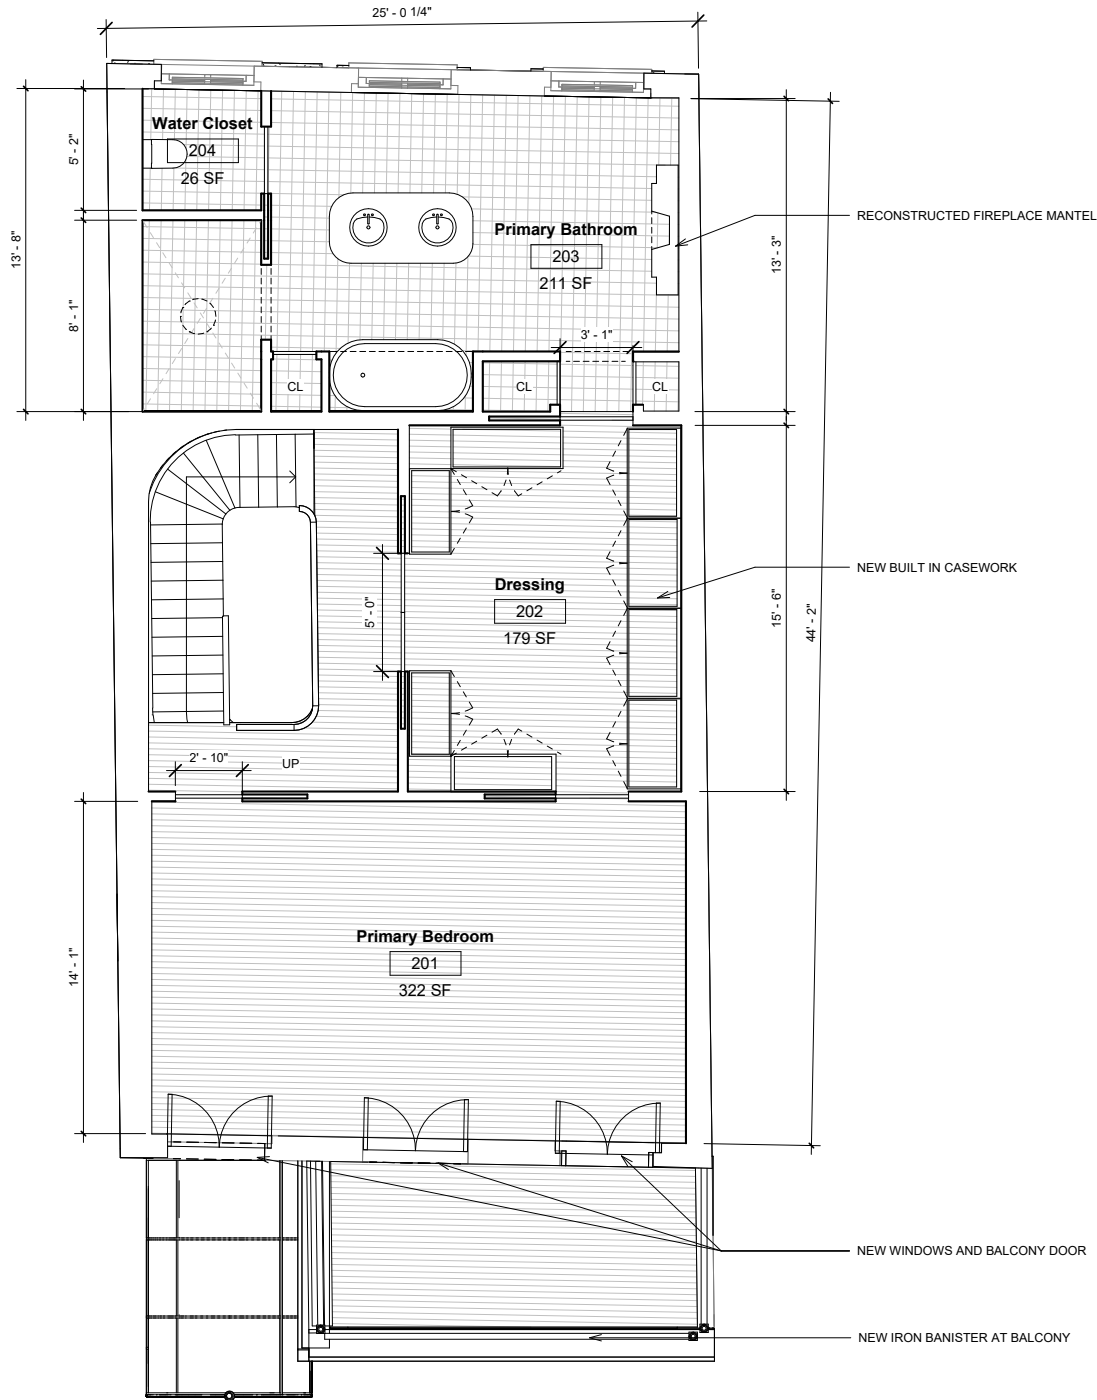 25' - 0 1/4"
Water Closet
204
26 SF
5' - 2"
13' - 8"
8' - 1"
Primary Bathroom
203
211 SF
RECONSTRUCTED FIREPLACE MANTEL
13' - 3"
3' - 1"
CL
CL
CL
Dressing
202
179 SF
NEW BUILT IN CASEWORK
5' - 0"
15' - 6"
44' - 2"
2' - 10"
UP
Primary Bedroom
201
322 SF
14' - 1"
NEW WINDOWS AND BALCONY DOOR
NEW IRON BANISTER AT BALCONY